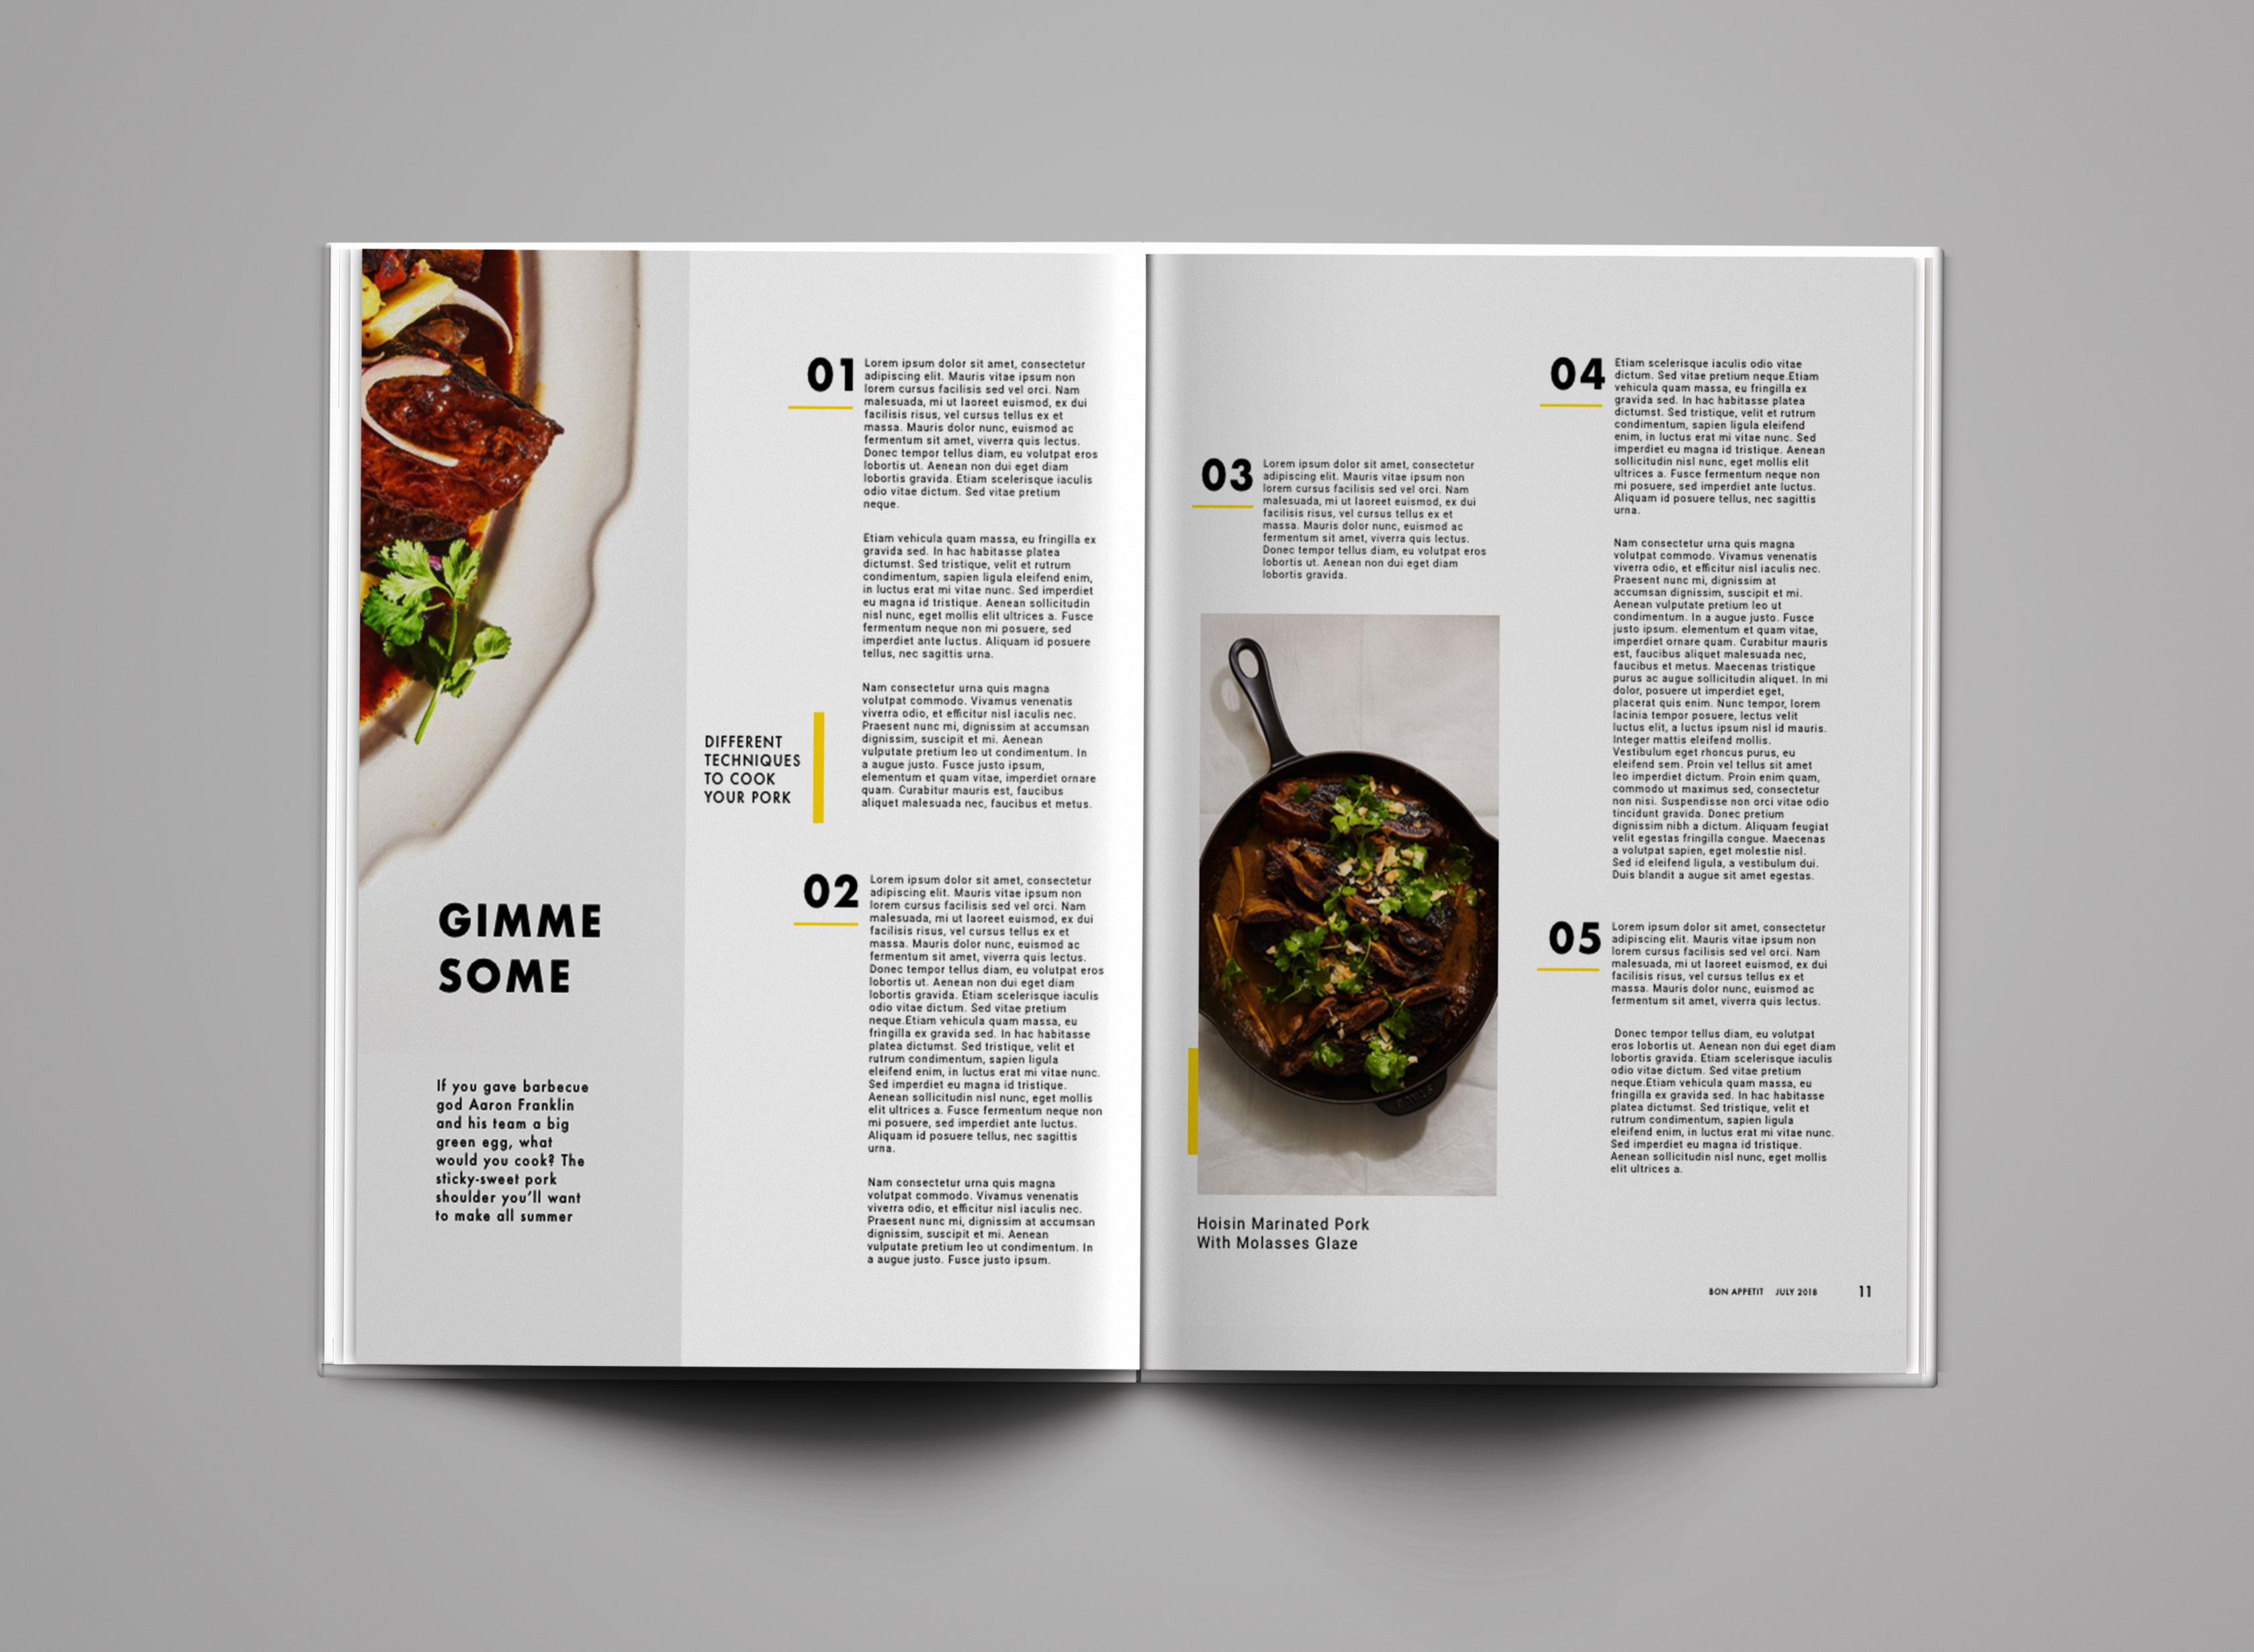 GIMME
SOME
If you gave barbecue
god Aaron Franklin
and his team a big
green egg, what
would you cook? The
sticky-sweet pork
shoulder you'll want
to make all summer
DIFFERENT
TECHNIQUES
TO COOK
YOUR PORK
01
Lorem ipsum dolor sit amet, consectetur
adipiscing elit. Mauris vitae ipsum non
lorem cursus facilisis sed vel orci. Nam
malesuada, mi ut laoreet euismod, ex dui
facilisis risus, vel cursus tellus ex et
massa. Mauris dolor nunc, euismod ac
fermentum sit amet, viverra quis lectus.
Donec tempor tellus diam, eu volutpat eros
lobortis ut. Aenean non dui eget diam
lobortis gravida. Etiam scelerisque iaculis
odio vitae dictum. Sed vitae pretium
neque.
Etiam vehicula quam massa, eu fringilla ex
gravida sed. In hac habitasse platea
dictumst. Sed tristique, velit et rutrum
condimentum, sapien ligula eleifend enim,
in luctus erat mi vitae nunc. Sed imperdiet
eu magna id tristique. Aenean sollicitudin
nisl nunc, eget mollis elit ultrices a. Fusce
fermentum neque non mi posuere, sed
imperdiet ante luctus. Aliquam id posuere
tellus, nec sagittis urna.
Nam consectetur urna quis magna
volutpat commodo. Vivamus venenatis
viverra odio, et efficitur nisl iaculis nec.
Praesent nunc mi, dignissim at accumsan
dignissim, suscipit et mi. Aenean
vulputate pretium leo ut condimentum. In
a augue justo. Fusce justo ipsum,
elementum et quam vitae, imperdiet ornare
quam. Curabitur mauris est, faucibus
aliquet malesuada nec, faucibus et metus.
02
Lorem ipsum dolor sit amet, consectetur
adipiscing elit. Mauris vitae ipsum non
lorem cursus facilisis sed vel orci. Nam
malesuada, mi ut laoreet euismod, ex dui
facilisis risus, vel cursus tellus ex et
massa. Mauris dolor nunc, euismod ac
fermentum sit amet, viverra quis lectus.
Donec tempor tellus diam, eu volutpat eros
lobortis ut. Aenean non dui eget diam
lobortis gravida. Etiam scelerisque iaculis
odio vitae dictum. Sed vitae pretium
neque.Etiam vehicula quam massa, eu
fringilla ex gravida sed. In hac habitasse
platea dictumst. Sed tristique, velit et
rutrum condimentum, sapien ligula
eleifend enim, in luctus erat mi vitae nunc.
Sed imperdiet eu magna id tristique.
Aenean sollicitudin nisl nunc, eget mollis
elit ultrices a. Fusce fermentum neque non
mi posuere, sed imperdiet ante luctus.
Aliquam id posuere tellus, nec sagittis
urna.
Nam consectetur urna quis magna
volutpat commodo. Vivamus venenatis
viverra odio, et efficitur nisl iaculis nec.
Praesent nunc mi, dignissim at accumsan
dignissim, suscipit et mi. Aenean
vulputate pretium leo ut condimentum. In
a augue justo. Fusce justo ipsum.
03
Lorem ipsum dolor sit amet, consectetur
adipiscing elit. Mauris vitae ipsum non
lorem cursus facilisis sed vel orci. Nam
malesuada, mi ut laoreet euismod, ex dui
facilisis risus, vel cursus tellus ex et
massa. Mauris dolor nunc, euismod ac
fermentum sit amet, viverra quis lectus.
Donec tempor tellus diam, eu volutpat eros
lobortis ut. Aenean non dui eget diam
lobortis gravida.
Hoisin Marinated Pork
With Molasses Glaze
04
Etiam scelerisque iaculis odio vitae
dictum. Sed vitae pretium neque.Etiam
vehicula quam massa, eu fringilla ex
gravida sed. In hac habitasse platea
dictumst. Sed tristique, velit et rutrum
condimentum, sapien ligula eleifend
enim, in luctus erat mi vitae nunc. Sed
imperdiet eu magna id tristique. Aenean
sollicitudin nisl nunc, eget mollis elit
ultrices a. Fusce fermentum neque non
mi posuere, sed imperdiet ante luctus.
Aliquam id posuere tellus, nec sagittis
urna.
Nam consectetur urna quis magna
volutpat commodo. Vivamus venenatis
viverra odio, et efficitur nisl iaculis nec.
Praesent nunc mi, dignissim at
accumsan dignissim, suscipit et mi.
Aenean vulputate pretium leo ut
condimentum. In a augue justo. Fusce
justo ipsum. elementum et quam vitae,
imperdiet ornare quam. Curabitur mauris
est, faucibus aliquet malesuada nec,
faucibus et metus. Maecenas tristique
purus ac augue sollicitudin aliquet. In mi
dolor, posuere ut imperdiet eget,
placerat quis enim. Nunc tempor, lorem
lacinia tempor posuere, lectus velit
luctus elit, a luctus ipsum nisl id mauris.
Integer mattis eleifend mollis.
Vestibulum eget rhoncus purus, eu
eleifend sem. Proin vel tellus sit amet
leo imperdiet dictum. Proin enim quam,
commodo ut maximus sed, consectetur
non nisi. Suspendisse non orci vitae odio
tincidunt gravida. Donec pretium
dignissim nibh a dictum. Aliquam feugiat
velit egestas fringilla congue. Maecenas
a volutpat sapien, eget molestie nisl.
Sed id eleifend ligula, a vestibulum dui.
Duis blandit a augue sit amet egestas.
05
Lorem ipsum dolor sit amet, consectetur
adipiscing elit. Mauris vitae ipsum non
lorem cursus facilisis sed vel orci. Nam
malesuada, mi ut laoreet euismod, ex dui
facilisis risus, vel cursus tellus ex et
massa. Mauris dolor nunc, euismod ac
fermentum sit amet, viverra quis lectus.
Donec tempor tellus diam, eu volutpat
eros lobortis ut. Aenean non dui eget diam
lobortis gravida. Etiam scelerisque iaculis
odio vitae dictum. Sed vitae pretium
neque.Etiam vehicula quam massa, eu
fringilla ex gravida sed. In hac habitasse
platea dictumst. Sed tristique, velit et
rutrum condimentum, sapien ligula
eleifend enim, in luctus erat mi vitae nunc.
Sed imperdiet eu magna id tristique.
Aenean sollicitudin nisl nunc, eget mollis
elit ultrices a.
BON APPETIT JULY 2018 11